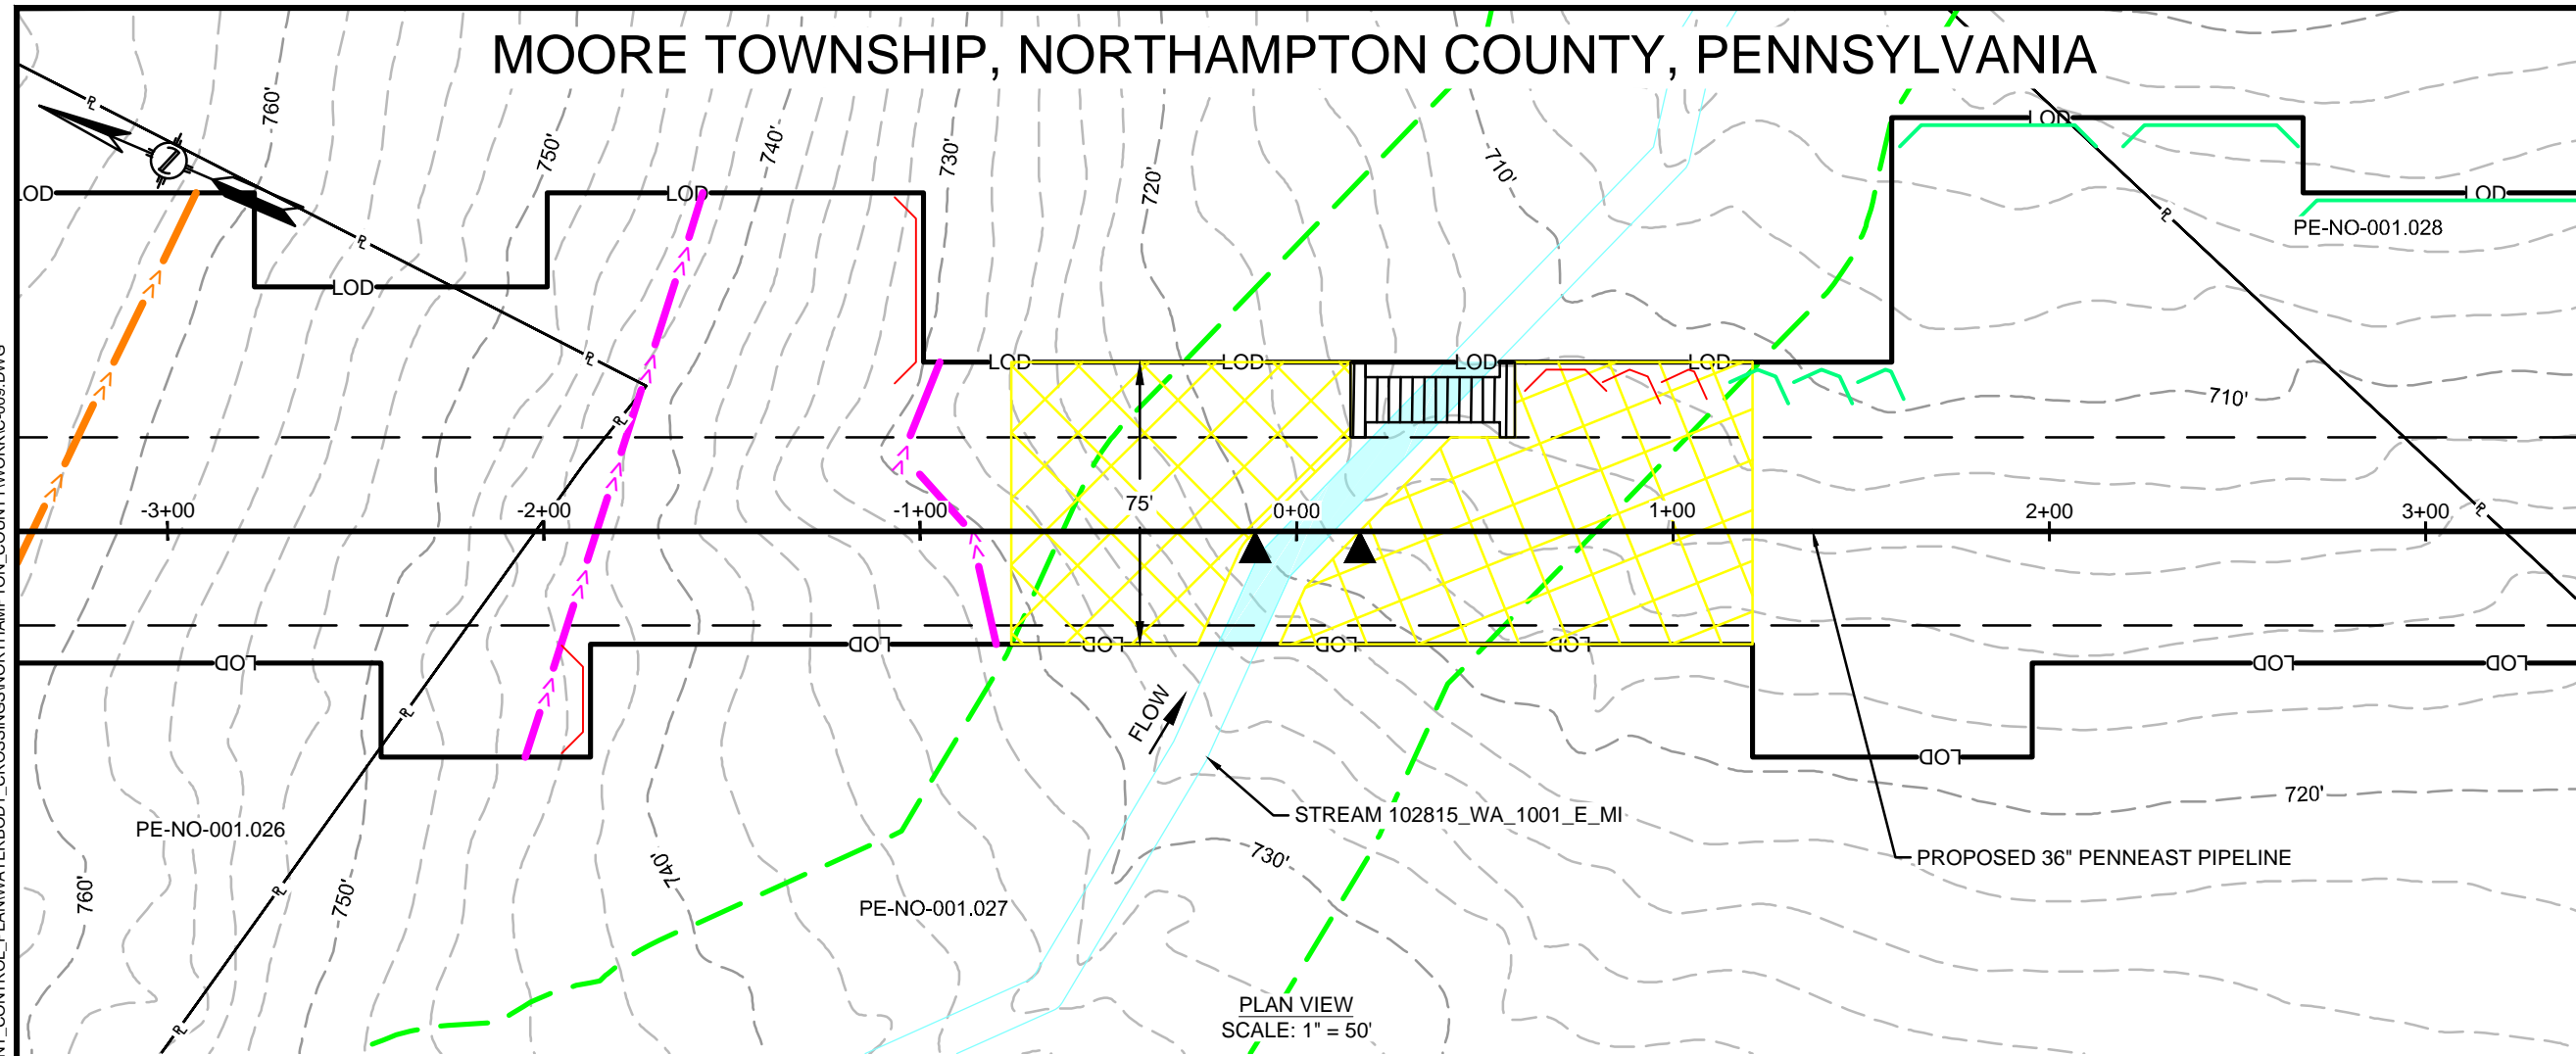 MOORE TOWNSHIP, NORTHAMPTON COUNTY, PENNSYLVANIA
760'
750'
740'
730'
720'
710'
LOD
LOD
LOD
LOD
LOD
LOD
PE-NO-001.028
LOD
LOD
LOD
LOD
LOD
710'
75'
-3+00
-2+00
-1+00
0+00
1+00
2+00
3+00
LOD
LOD
LOD
LOD
LOD
LOD
LOD
LOD
FLOW
STREAM 102815_WA_1001_E_MI
720'
PE-NO-001.026
740'
730'
PROPOSED 36" PENNEAST PIPELINE
760'
750'
PE-NO-001.027
PLAN VIEW
SCALE: 1" = 50'